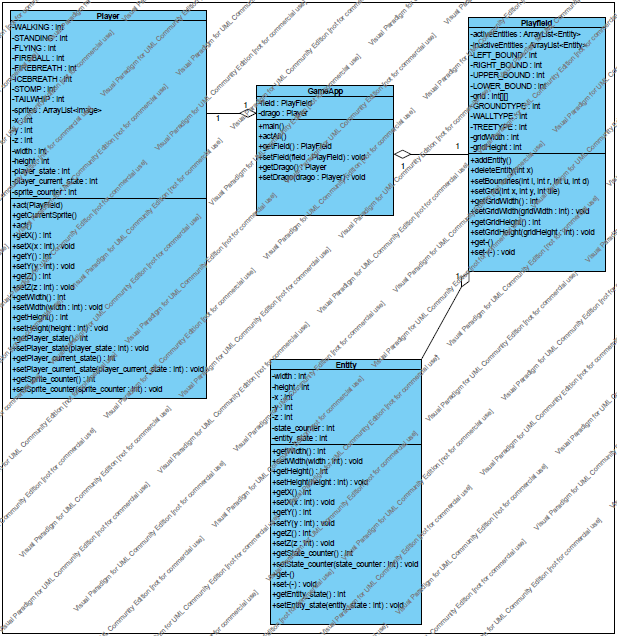 Player
-WALKING : int
-STANDING : int
-FLYING : int
-FIREBALL : int
-FIREBREATH : int
-ICEBREATH : int
-STOMP : int
-TAILWHIP : int
-sprites : ArrayList<Image>
-x : int
-y : int
-z : int
-width : int
-height : int
-player_state : int
-player_current_state : int
-sprite_counter : int
+act(PlayField)
+getCurrentSprite()
+act()
+getX() : int
+setX(x : int) : void
+getY() : int
+setY(y : int) : void
+getZ() : int
+setZ(z : int) : void
+getWidth() : int
+setWidth(width : int) : void
+getHeight() : int
+setHeight(height : int) : void
+getPlayer_state() : int
+setPlayer_state(player_state : int) : void
+getPlayer_current_state() : int
+setPlayer_current_state(player_current_state : int) : void
+getSprite_counter() : int
+setSprite_counter(sprite_counter : int) : void
1
1
GameApp
-field : PlayField
-drago : Player
+main()
+actAll()
+getField() : PlayField
+setField(field : PlayField) : void
+getDrago() : Player
+setDrago(drago : Player) : void
1
1
Playfield
-activeEntities : ArrayList<Entity>
-inactiveEntities : ArrayList<Entity>
-LEFT_BOUND : int
-RIGHT_BOUND : int
-UPPER_BOUND : int
-LOWER_BOUND : int
-grid : int[][]
-GROUNDTYPE : int
-WALLTYPE : int
-TREETYPE : int
-gridWidth : int
-gridHeight : int
+addEntity()
+deleteEntity(int x)
+setBoundries(int l, int r, int u, int d)
+setGrid(int x, int y, int tile)
+getGridWidth() : int
+setGridWidth(gridWidth : int) : void
+getGridHeight() : int
+setGridHeight(gridHeight : int) : void
+get-()
+set-(-) : void
1
Entity
-width : int
-height : int
-x : int
-y : int
-z : int
-state_counter : int
-entity_state : int
+getWidth() : int
+setWidth(width : int) : void
+getHeight() : int
+setHeight(height : int) : void
+getX() : int
+setX(x : int) : void
+getY() : int
+setY(y : int) : void
+getZ() : int
+setZ(z : int) : void
+getState_counter() : int
+setState_counter(state_counter : int) : void
+get-()
+set-(-) : void
+getEntity_state() : int
+setEntity_state(entity_state : int) : void
Visual Paradigm for UML Community Edition [not for commercial use]